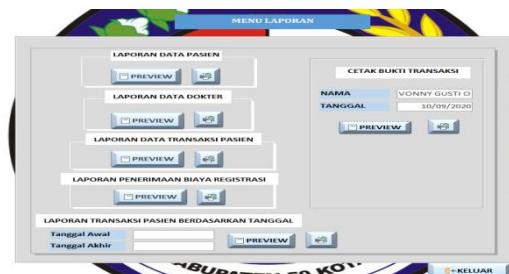 MENU LAPORAN
LAPORAN DATA PASIEN
PREVIEW
LAPORAN DATA DOKTER
PREVIEW
LAPORAN DATA TRANSAKSI PASIEN
PREVIEW
LAPORAN PENERIMAAN BIAYA REGISTRASI
PREVIEW
LAPORAN TRANSAKSI PASIEN BERDASARKAN TANGGAL
Tanggal Awal
Tanggal Akhir
PREVIEW
CETAK BUKTI TRANSAKSI
NAMA VONNY GUSTI O
TANGGAL 10/09/2020
PREVIEW
KELUAR
50 KOT